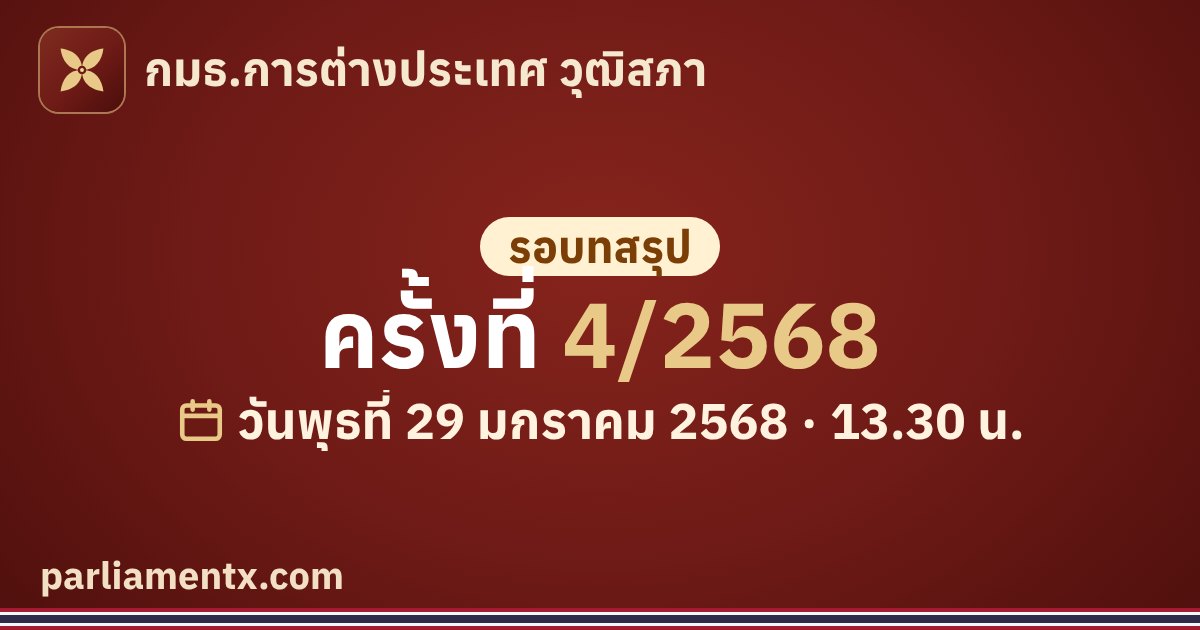 กมธ.การต่างประเทศ วุฒิสภา
รอบทสรุป
ครั้งที่ 4/2568
วันพุธที่ 29 มกราคม 2568 · 13.30 น.
parliamentx.com